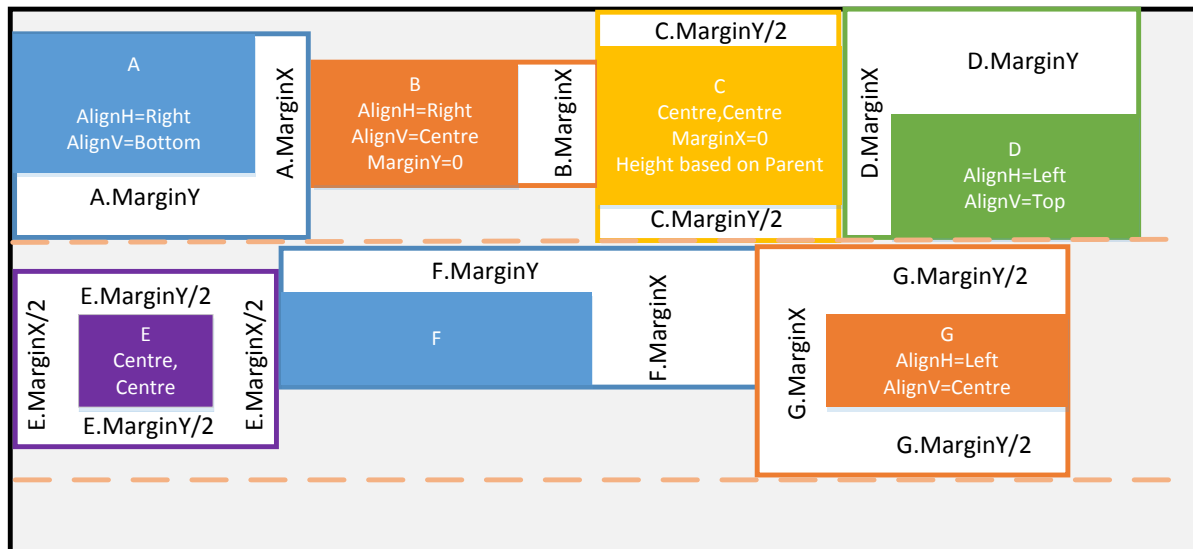 A
AlignH=Right
AlignV=Bottom
A.MarginX
A.MarginY
B
AlignH=Right
AlignV=Centre
MarginY=0
B.MarginX
C.MarginY/2
C
Centre,Centre
MarginX=0
Height based on Parent
C.MarginY/2
D.MarginX
D.MarginY
D
AlignH=Left
AlignV=Top
E.MarginX/2
E.MarginY/2
E
Centre,
Centre
E.MarginY/2
E.MarginX/2
F.MarginY
F
F.MarginX
G.MarginX
G.MarginY/2
G
AlignH=Left
AlignV=Centre
G.MarginY/2